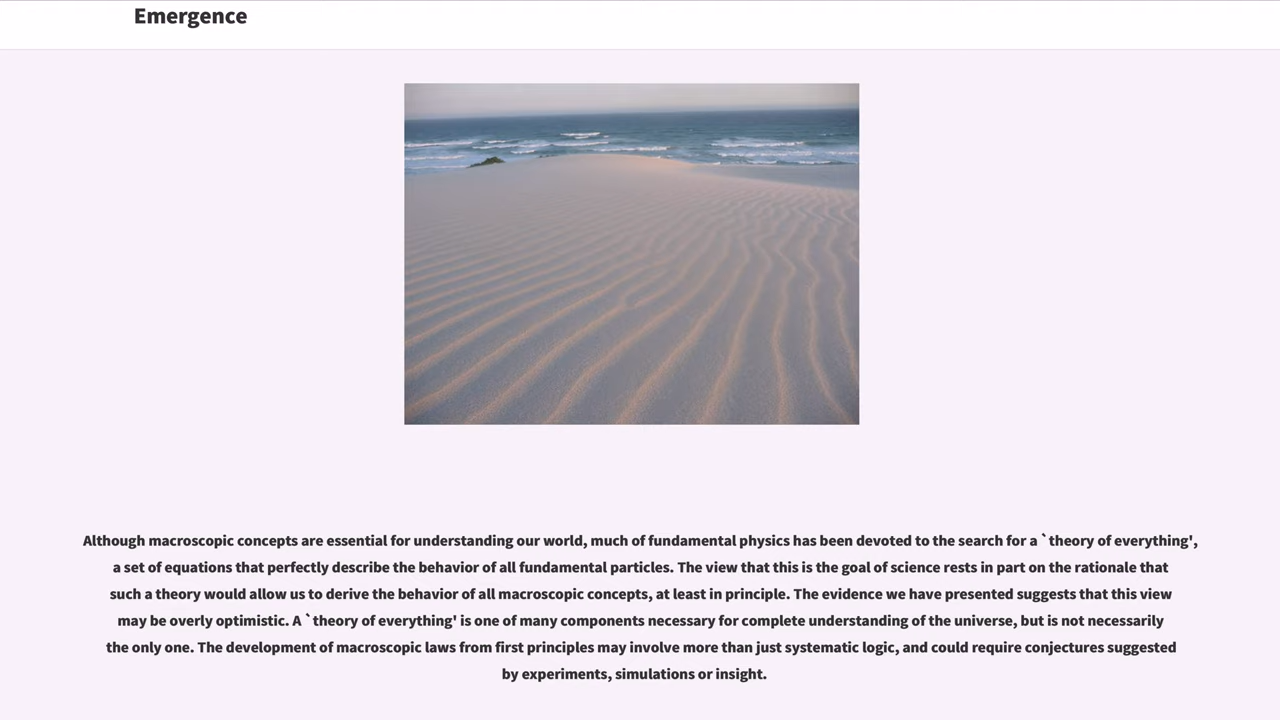 Emergence
Although macroscopic concepts are essential for understanding our world, much of fundamental physics has been devoted to the search for a `theory of everything',
a set of equations that perfectly describe the behavior of all fundamental particles. The view that this is the goal of science rests in part on the rationale that
such a theory would allow us to derive the behavior of all macroscopic concepts, at least in principle. The evidence we have presented suggests that this view
may be overly optimistic. A `theory of everything' is one of many components necessary for complete understanding of the universe, but is not necessarily
the only one. The development of macroscopic laws from first principles may involve more than just systematic logic, and could require conjectures suggested
by experiments, simulations or insight.